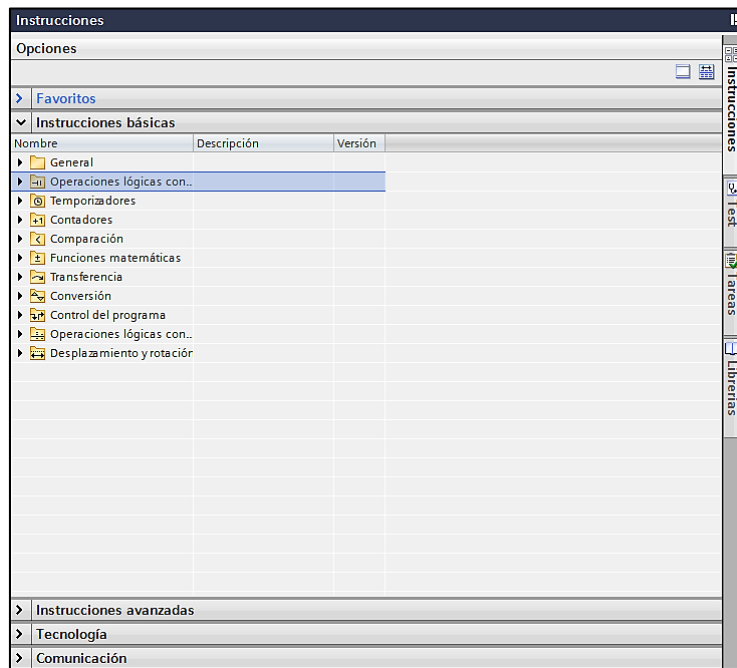 Instrucciones
Opciones
Favoritos
Instrucciones básicas
Nombre Descripción Versión
General
Operaciones lógicas con..
Temporizadores
Contadores
Comparación
Funciones matemáticas
Transferencia
Conversión
Control del programa
Operaciones lógicas con..
Desplazamiento y rotación
Instrucciones avanzadas
Tecnología
Comunicación
Instrucciones
Test
Tareas
Librerías